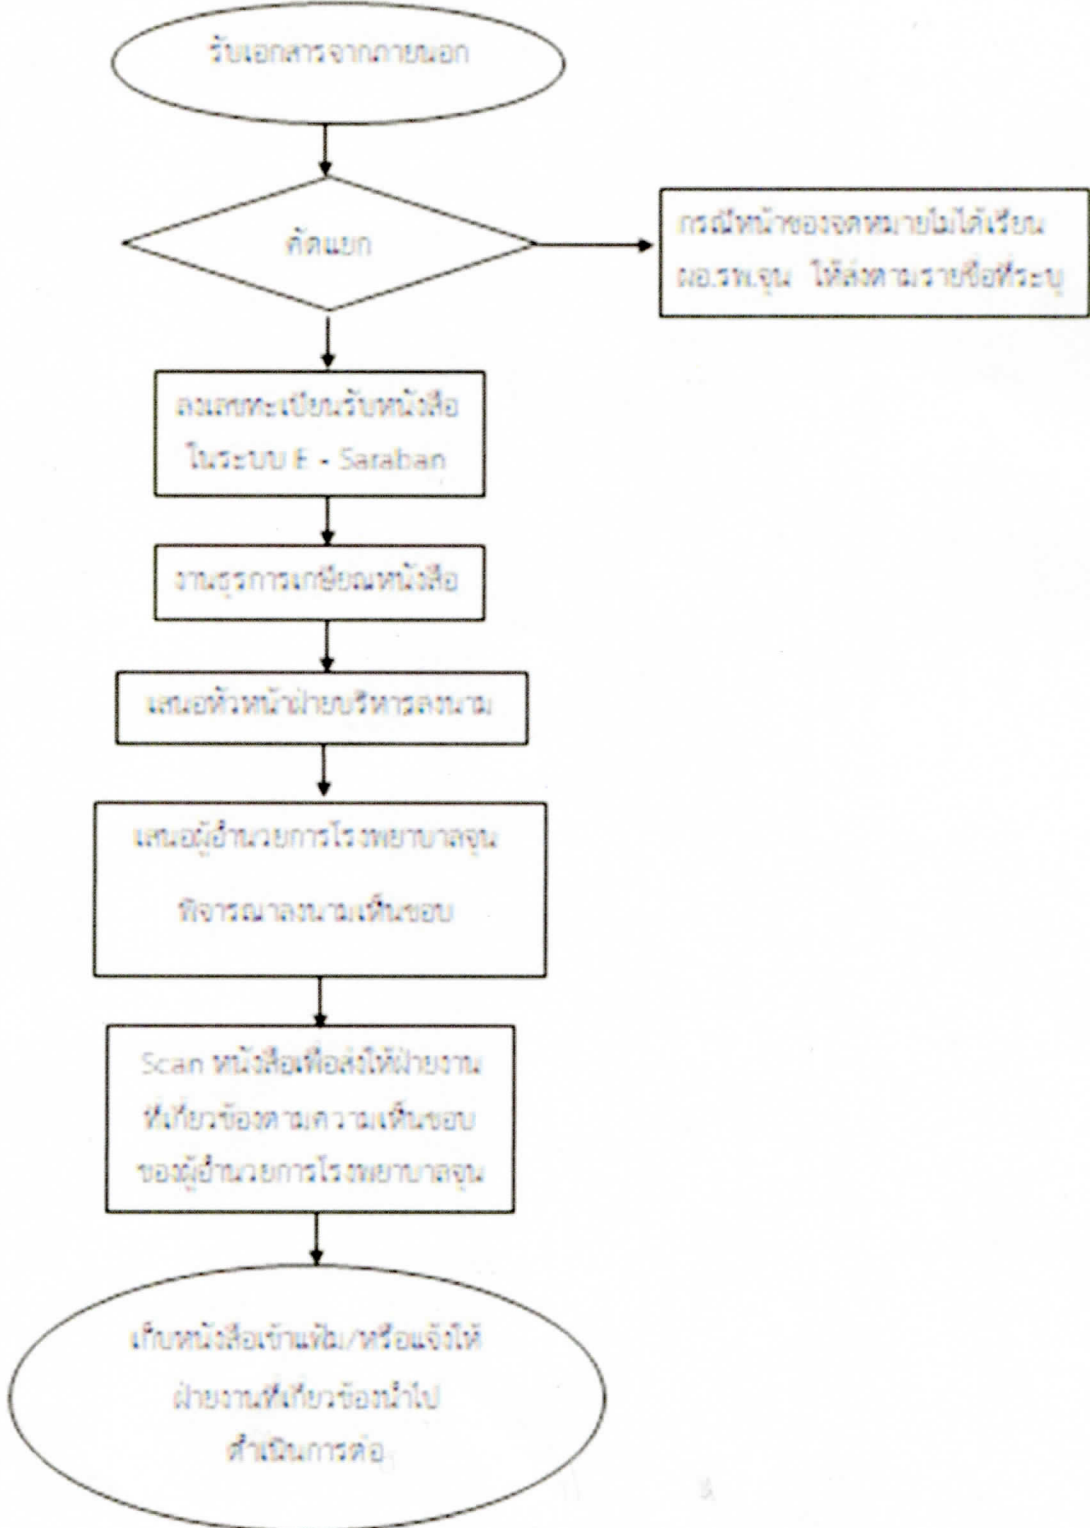 รับเอกสารจากภายนอก
คัดแยก
กรณีหน้าของจดหมายไม่ได้เรียน
ผอ.รพ.จุน ให้ส่งตามรายชื่อที่ระบุ
ลงเลขทะเบียนรับหนังสือ
ในระบบ E - Saraban
งานธุรการเกษียณหนังสือ
เสนอหัวหน้าฝ่ายบริหารลงนาม
เสนอผู้อำนวยการโรงพยาบาลจุน
พิจารณาลงนามเห็นชอบ
Scan หนังสือเพื่อส่งให้ฝ่ายงาน
ที่เกี่ยวข้องตามความเห็นชอบ
ของผู้อำนวยการโรงพยาบาลจุน
เก็บหนังสือเข้าแฟ้ม/หรือแจ้งให้
ฝ่ายงานที่เกี่ยวข้องนำไป
ดำเนินการต่อ